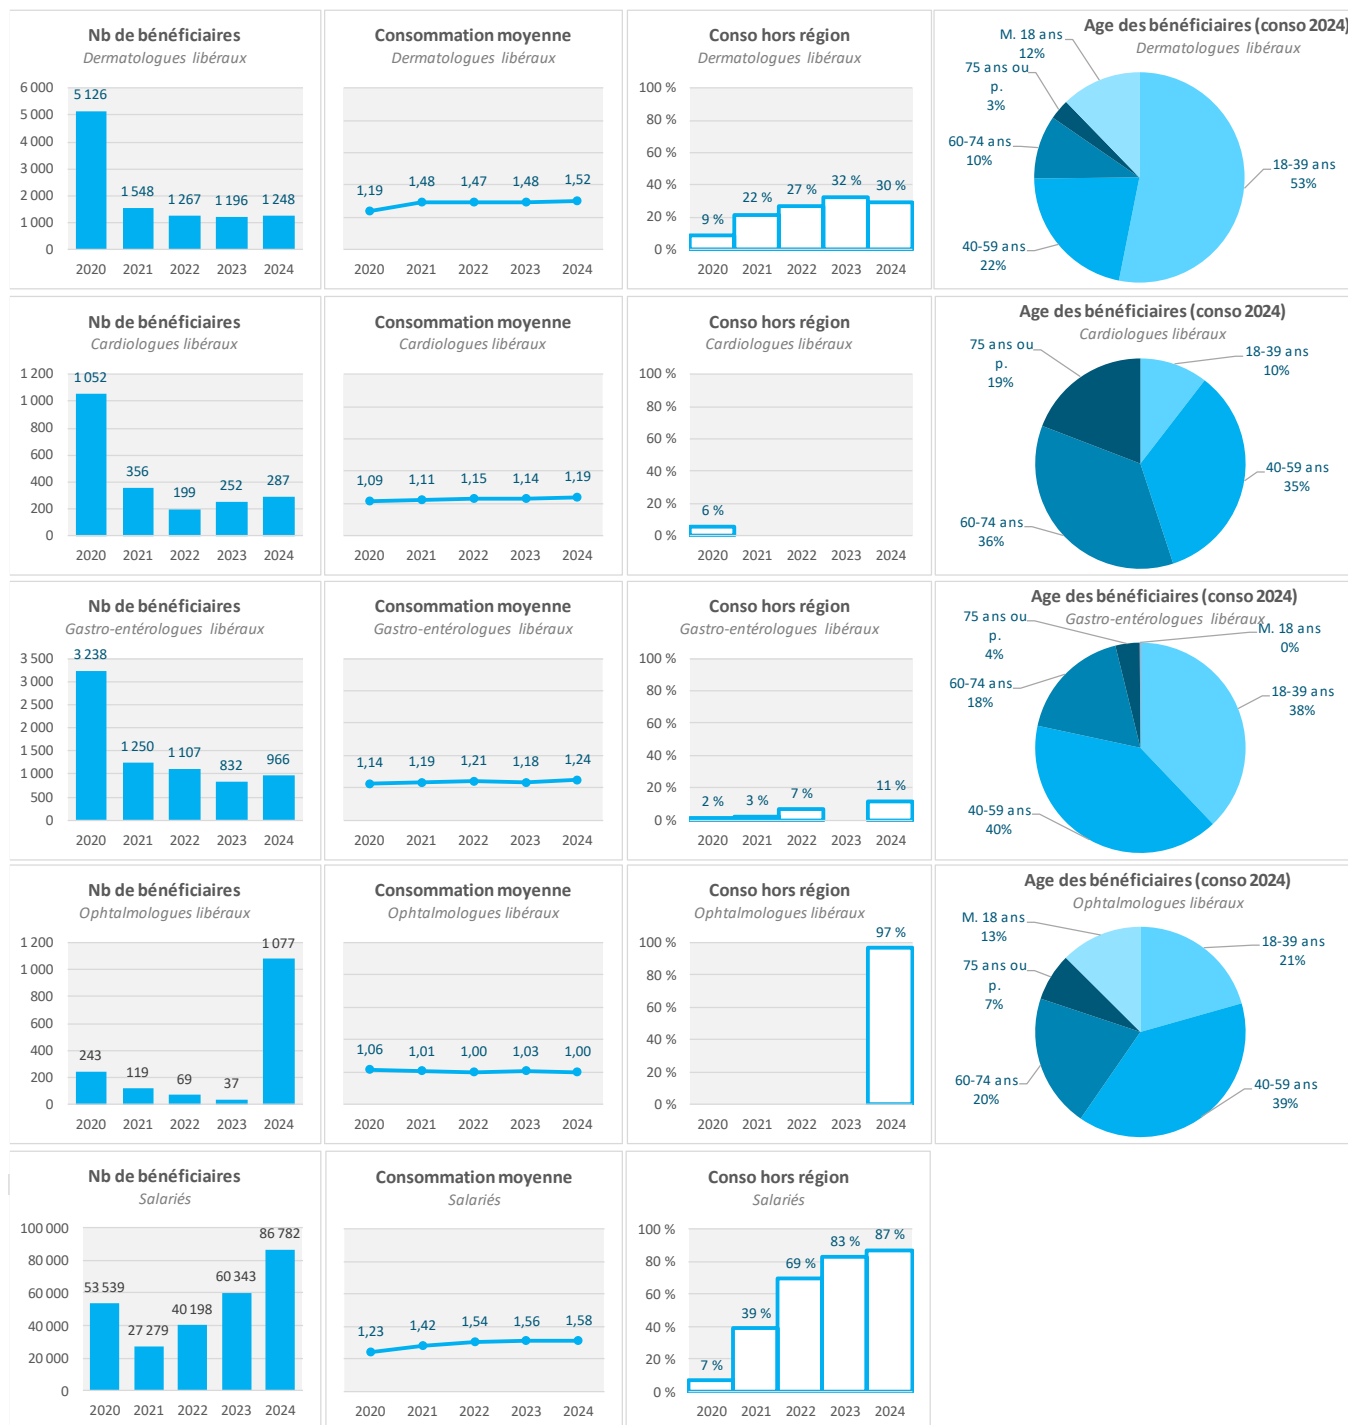 Nb de bénéficiaires
Dermatologues libéraux
6 000
5 000
4 000
3 000
2 000
1 000
0
5 126
1 548
1 267
1 196
1 248
2020 2021 2022 2023 2024
Consommation moyenne
Dermatologues libéraux
1,19
1,48
1,47
1,48
1,52
2020 2021 2022 2023 2024
Conso hors région
Dermatologues libéraux
100 %
80 %
60 %
40 %
20 %
0 %
9 %
22 %
27 %
32 %
30 %
2020 2021 2022 2023 2024
Age des bénéficiaires (conso 2024)
Dermatologues libéraux
M. 18 ans
12%
75 ans ou
p.
3%
60-74 ans
10%
40-59 ans
22%
18-39 ans
53%
Nb de bénéficiaires
Cardiologues libéraux
1 200
1 000
800
600
400
200
0
1 052
356
199
252
287
2020 2021 2022 2023 2024
Consommation moyenne
Cardiologues libéraux
1,09
1,11
1,15
1,14
1,19
2020 2021 2022 2023 2024
Conso hors région
Cardiologues libéraux
100 %
80 %
60 %
40 %
20 %
0 %
6 %
2020 2021 2022 2023 2024
Age des bénéficiaires (conso 2024)
Cardiologues libéraux
75 ans ou
p.
19%
18-39 ans
10%
40-59 ans
35%
60-74 ans
36%
Nb de bénéficiaires
Gastro-entérologues libéraux
3 500
3 000
2 500
2 000
1 500
1 000
500
0
3 238
1 250
1 107
832
966
2020 2021 2022 2023 2024
Consommation moyenne
Gastro-entérologues libéraux
1,14
1,19
1,21
1,18
1,24
2020 2021 2022 2023 2024
Conso hors région
Gastro-entérologues libéraux
100 %
80 %
60 %
40 %
20 %
0 %
2 %
3 %
7 %
11 %
2020 2021 2022 2023 2024
Age des bénéficiaires (conso 2024)
Gastro-entérologues libéraux
75 ans ou
p.
4%
M. 18 ans
0%
60-74 ans
18%
18-39 ans
38%
40-59 ans
40%
Nb de bénéficiaires
Ophtalmologues libéraux
1 200
1 000
800
600
400
200
0
243
119
69
37
1 077
2020 2021 2022 2023 2024
Consommation moyenne
Ophtalmologues libéraux
1,06
1,01
1,00
1,03
1,00
2020 2021 2022 2023 2024
Conso hors région
Ophtalmologues libéraux
100 %
80 %
60 %
40 %
20 %
0 %
97 %
2020 2021 2022 2023 2024
Age des bénéficiaires (conso 2024)
Ophtalmologues libéraux
M. 18 ans
13%
75 ans ou
p.
7%
60-74 ans
20%
18-39 ans
21%
40-59 ans
39%
Nb de bénéficiaires
Salariés
100 000
80 000
60 000
40 000
20 000
0
53 539
27 279
40 198
60 343
86 782
2020 2021 2022 2023 2024
Consommation moyenne
Salariés
1,23
1,42
1,54
1,56
1,58
2020 2021 2022 2023 2024
Conso hors région
Salariés
100 %
80 %
60 %
40 %
20 %
0 %
7 %
39 %
69 %
83 %
87 %
2020 2021 2022 2023 2024